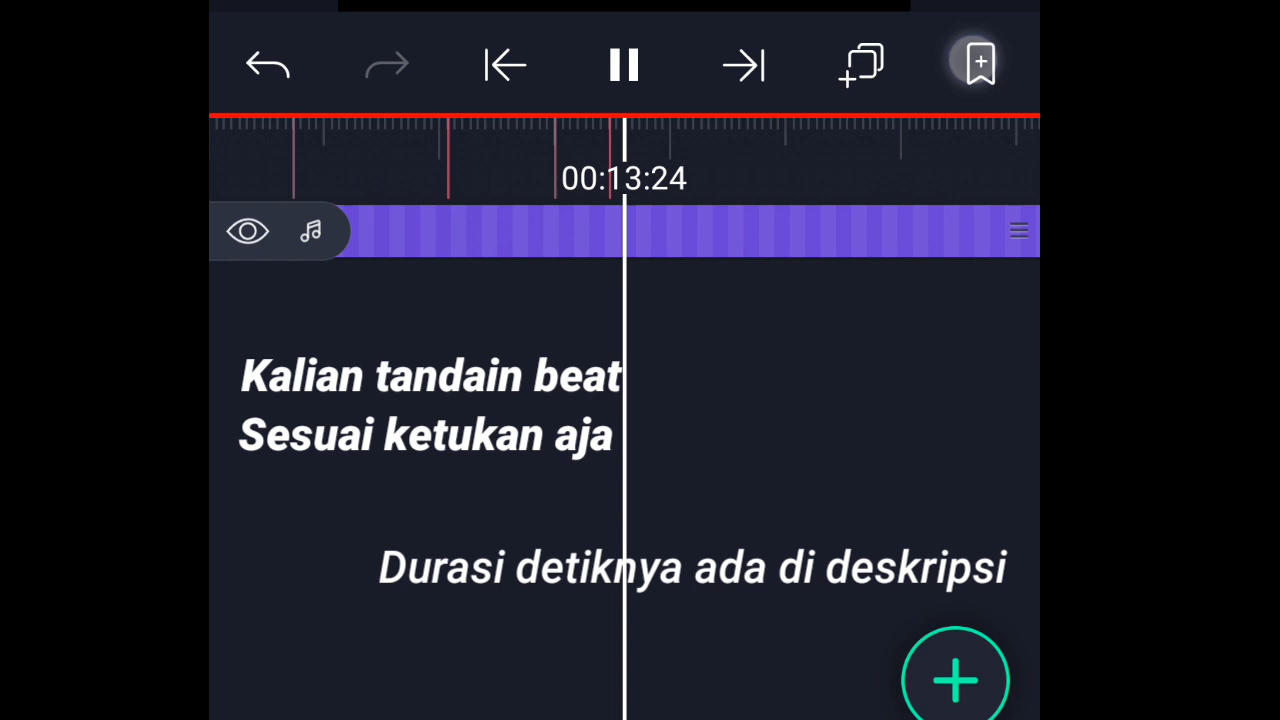 00:13:24
Kalian tandain beat
Sesuai ketukan aja
Durasi detiknya ada di deskripsi